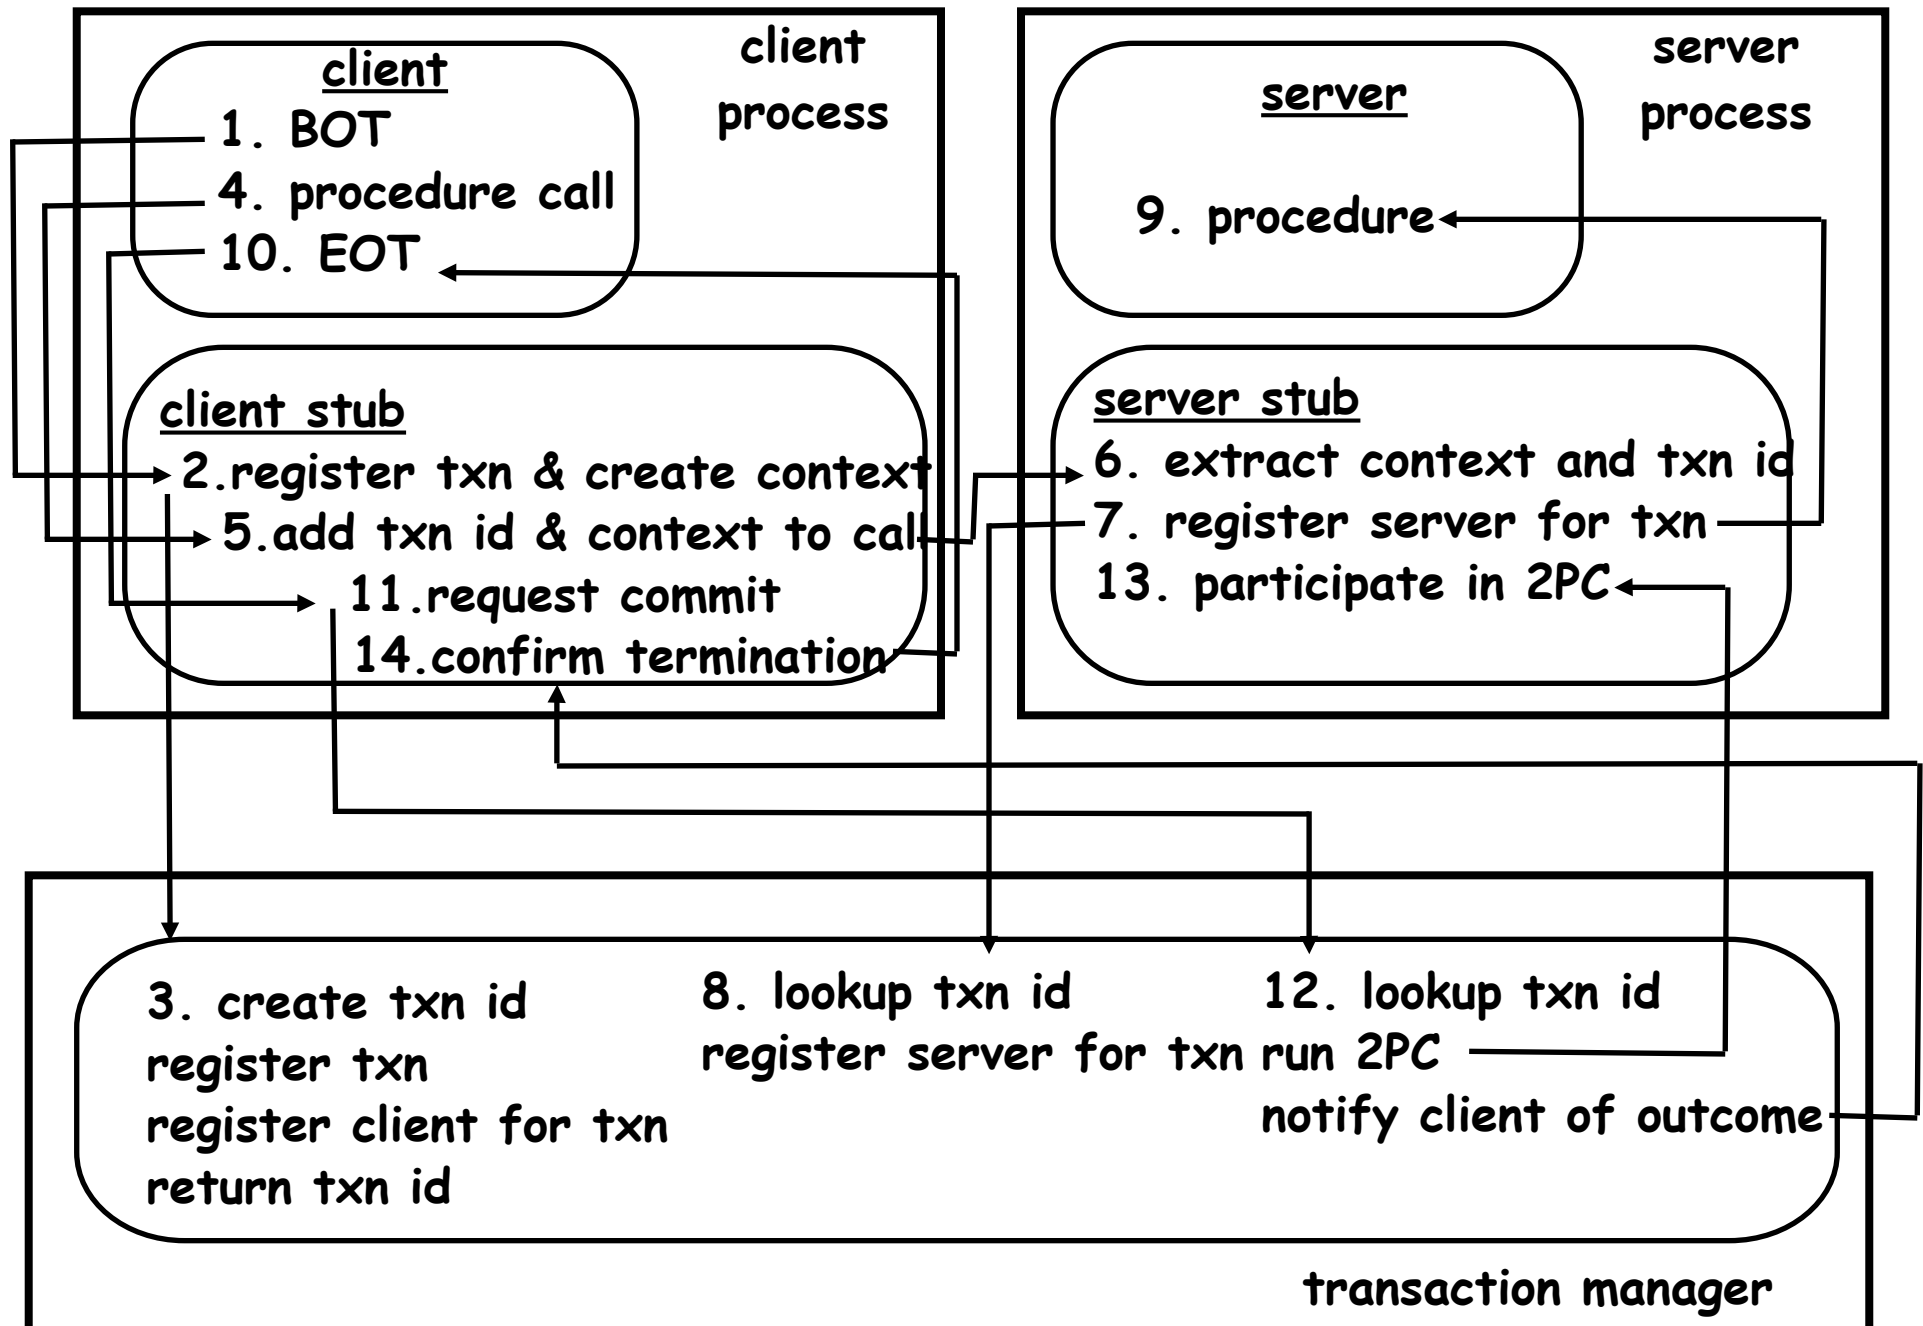 client process
client
1. BOT
4. procedure call
10. EOT
client stub
2.register txn & create context
5.add txn id & context to call
11.request commit
14.confirm termination
server process
server
9. procedure
server stub
6. extract context and txn id
7. register server for txn
13. participate in 2PC
3. create txn id
register txn
register client for txn
return txn id
8. lookup txn id
register server for txn
12. lookup txn id
run 2PC
notify client of outcome
transaction manager